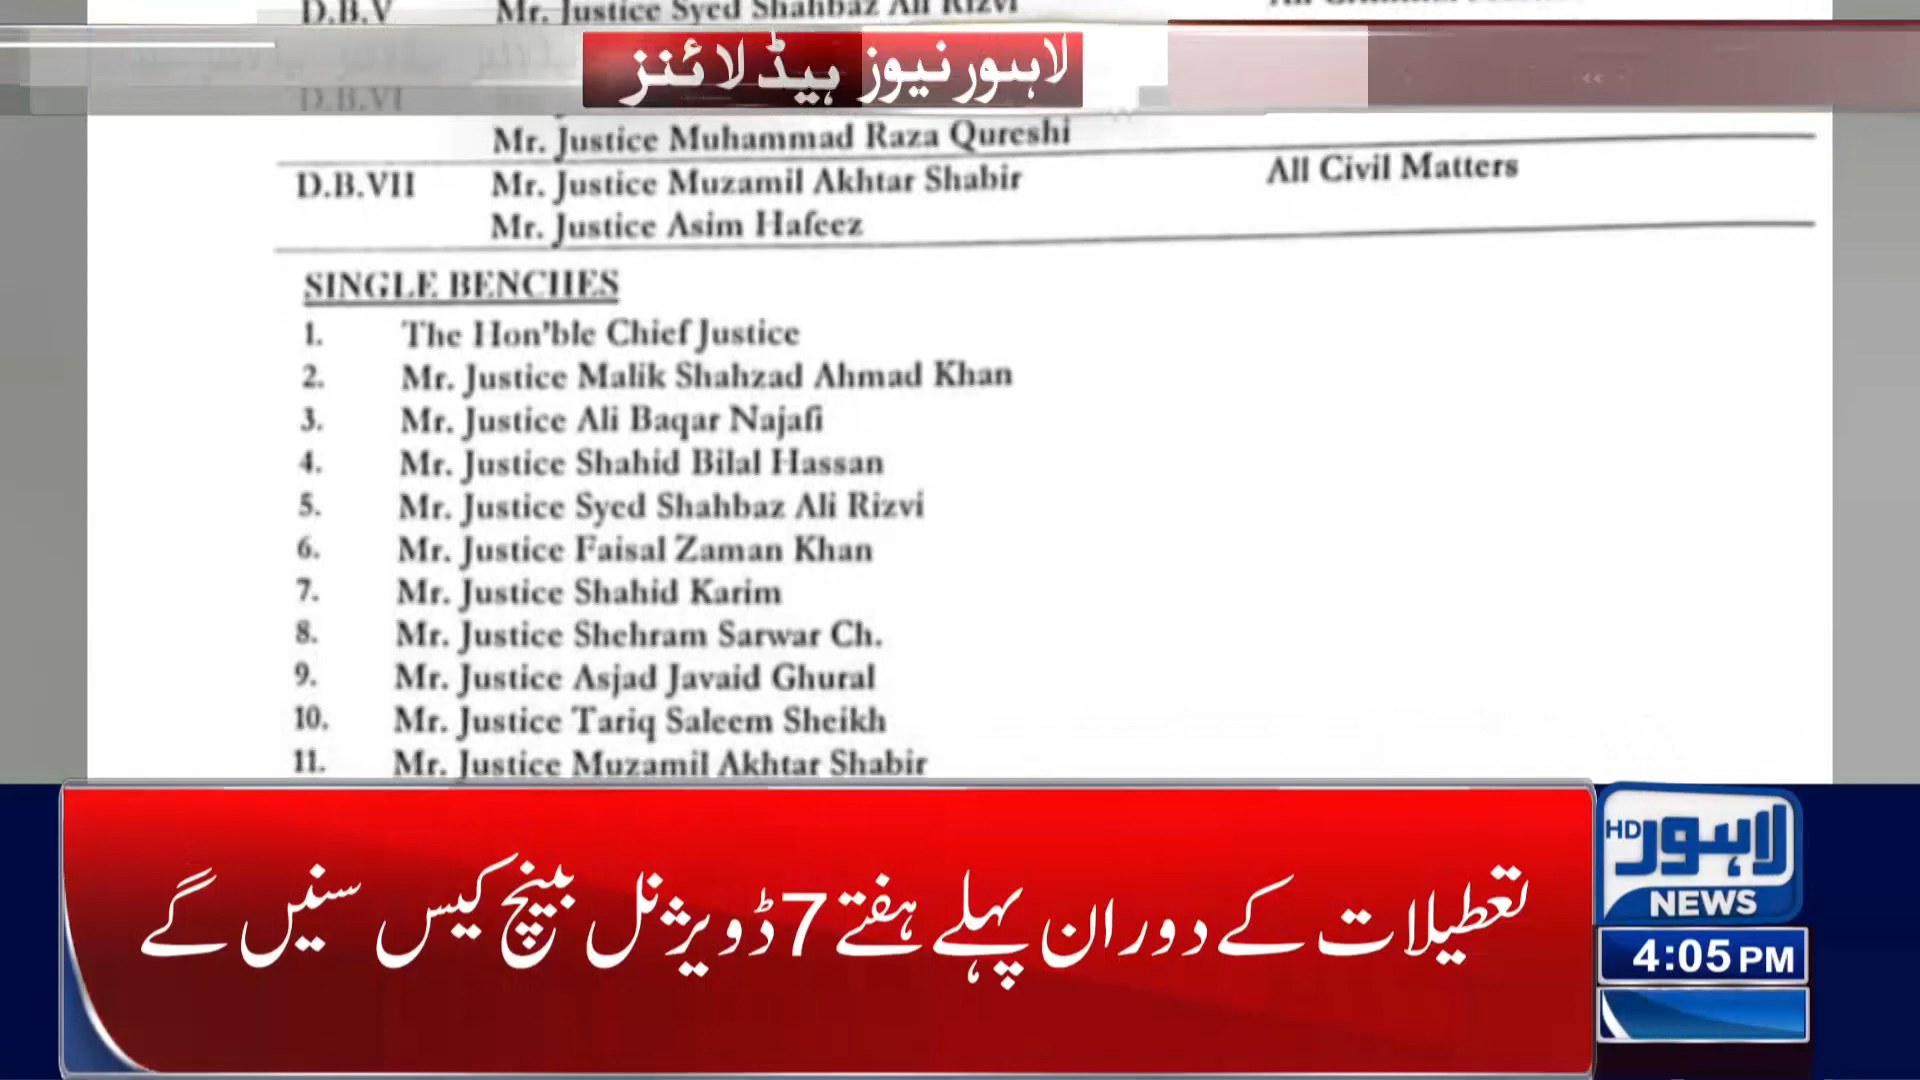 D.B.V Mr. Justice Syed Shahbaz Ali Rizvi
لاہور نیوز ہیڈ لائنز
D.B.VI
Mr. Justice Muhammad Raza Qureshi
D.B.VII Mr. Justice Muzamil Akhtar Shabir All Civil Matters
Mr. Justice Asim Hafeez
SINGLE BENCHES
1. The Hon'ble Chief Justice
2. Mr. Justice Malik Shahzad Ahmad Khan
3. Mr. Justice Ali Baqar Najafi
4. Mr. Justice Shahid Bilal Hassan
5. Mr. Justice Syed Shahbaz Ali Rizvi
6. Mr. Justice Faisal Zaman Khan
7. Mr. Justice Shahid Karim
8. Mr. Justice Shehram Sarwar Ch.
9. Mr. Justice Asjad Javaid Ghural
10. Mr. Justice Tariq Saleem Sheikh
11. Mr. Justice Muzamil Akhtar Shabir
تعطیلات کے دوران پہلے ہفتے 7 ڈویژنل بینچ کیس سنیں گے
لاہور HD
NEWS
4:05 PM